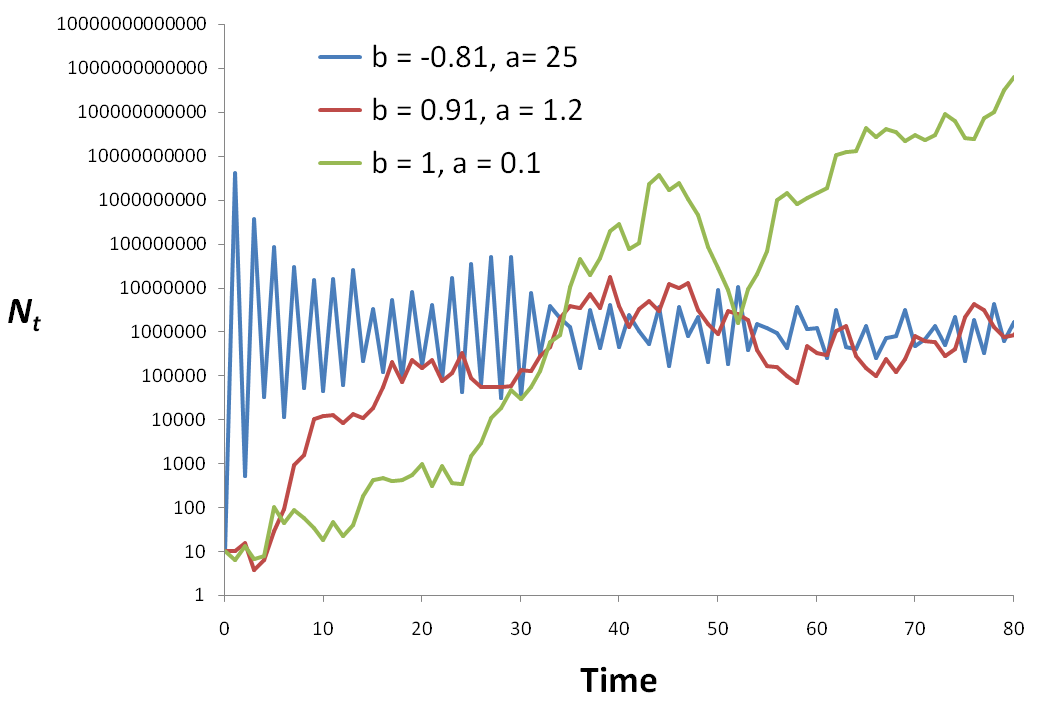 10000000000000
1000000000000
100000000000
10000000000
1000000000
100000000
10000000
1000000
100000
10000
1000
100
10
1
b = -0.81, a= 25
b = 0.91, a = 1.2
b = 1, a = 0.1
Nt
0 10 20 30 40 50 60 70 80
Time